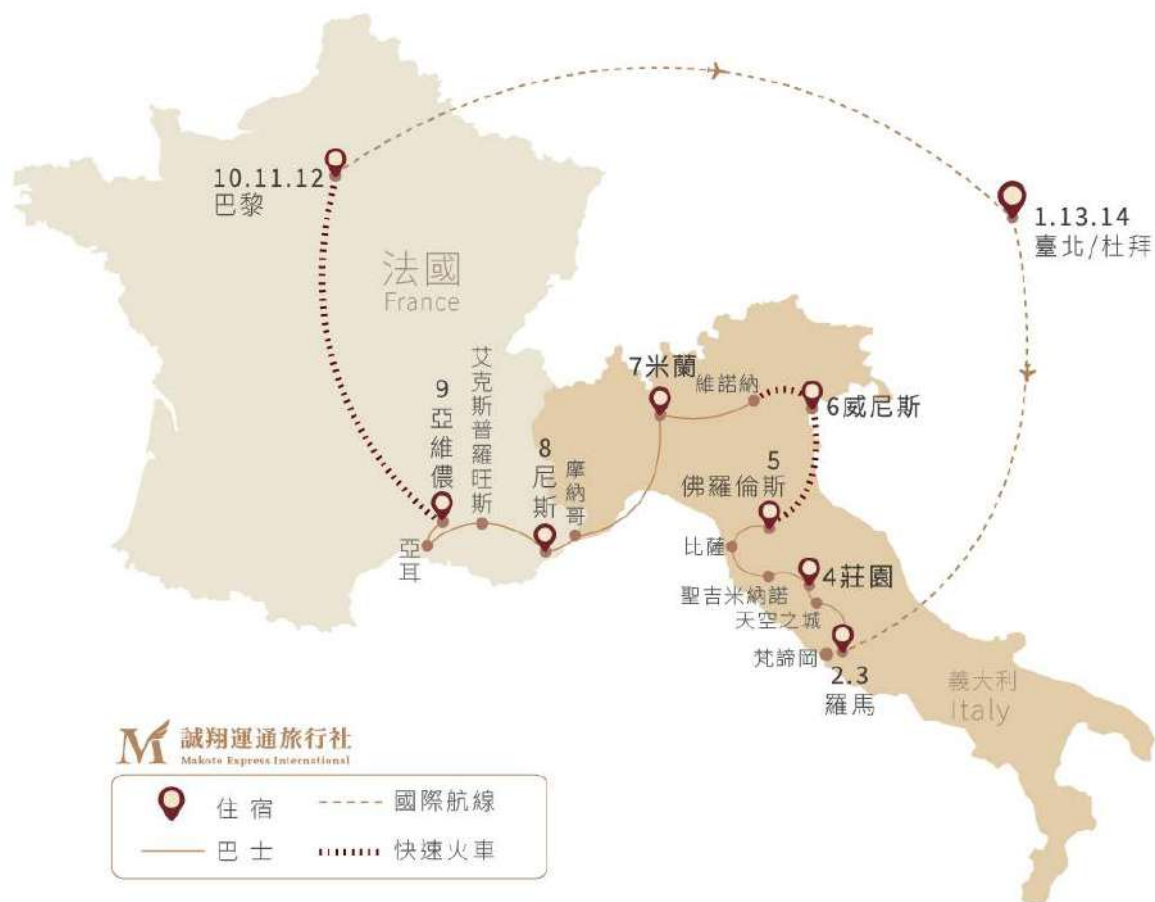 10.11.12
巴黎
1.13.14
臺北/杜拜
法國
France
7米蘭
維諾納
6威尼斯
9
亞維儂
艾克斯普羅旺斯
8
尼斯
摩納哥
5
佛羅倫斯
亞耳
比薩
4莊園
聖吉米納諾
天空之城
梵諦岡
2.3
羅馬
義大利
Italy
誠翔運通旅行社
Makoto Express International
住宿
國際航線
巴士
快速火車